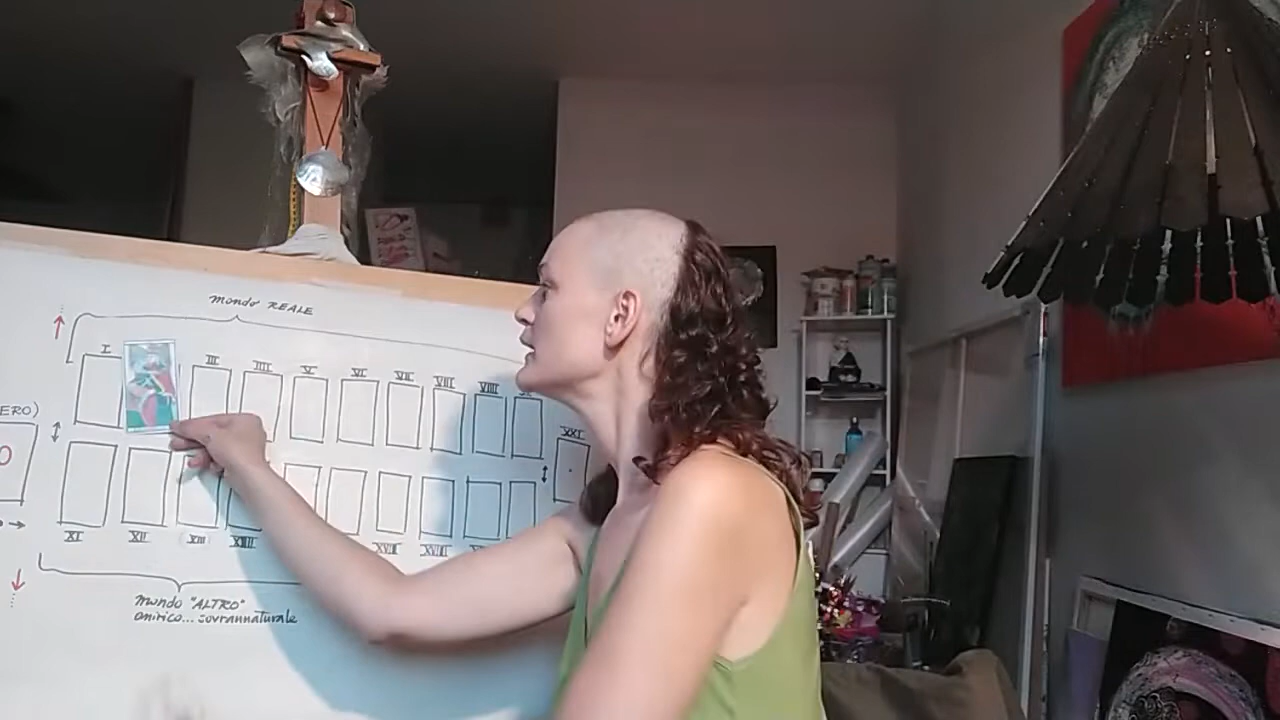 mondo REALE
I
III
IIII
V
VI
VII
VIII
VIIII
XXI
ERO)
0
XI
XII
XIII
XIIII
XVII
XVIII
mondo "ALTRO"
onirico... sovrannaturale